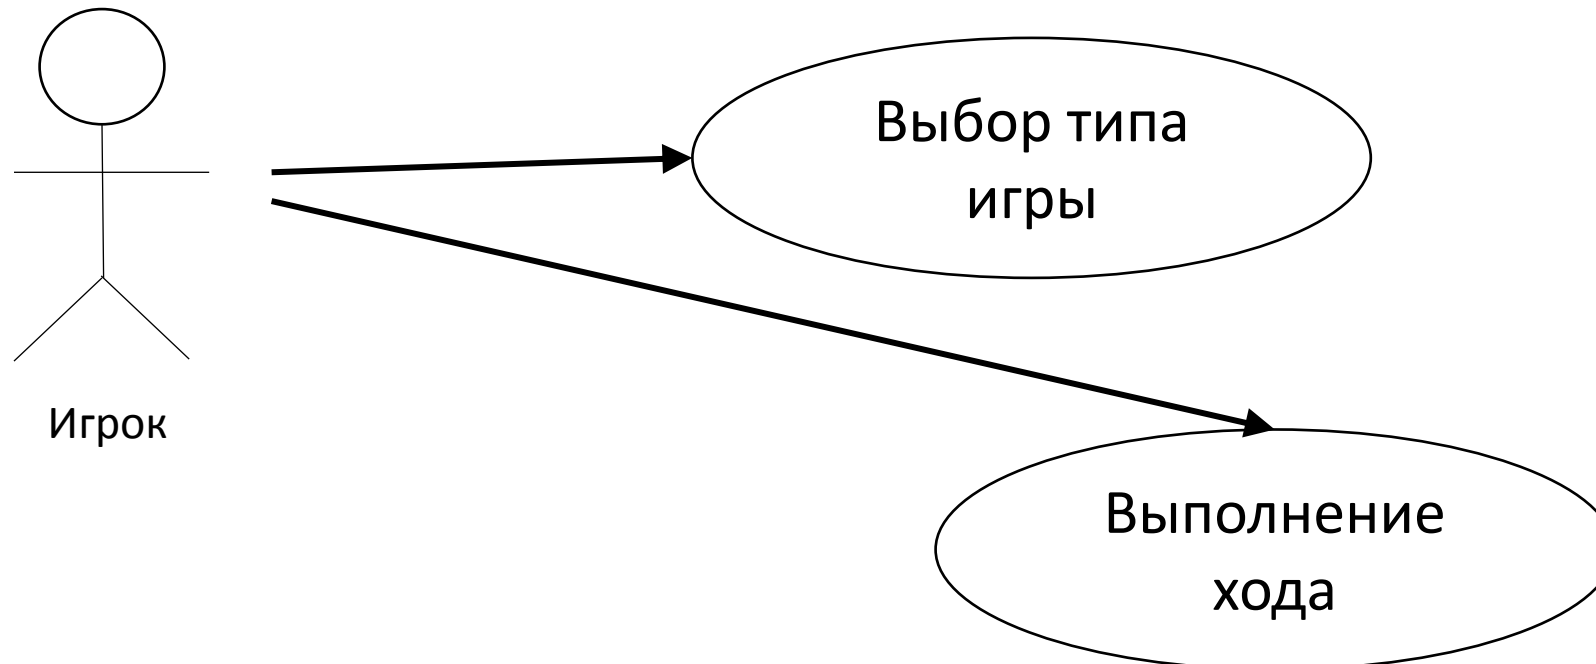 Выбор типа
игры
Игрок
Выполнение
хода